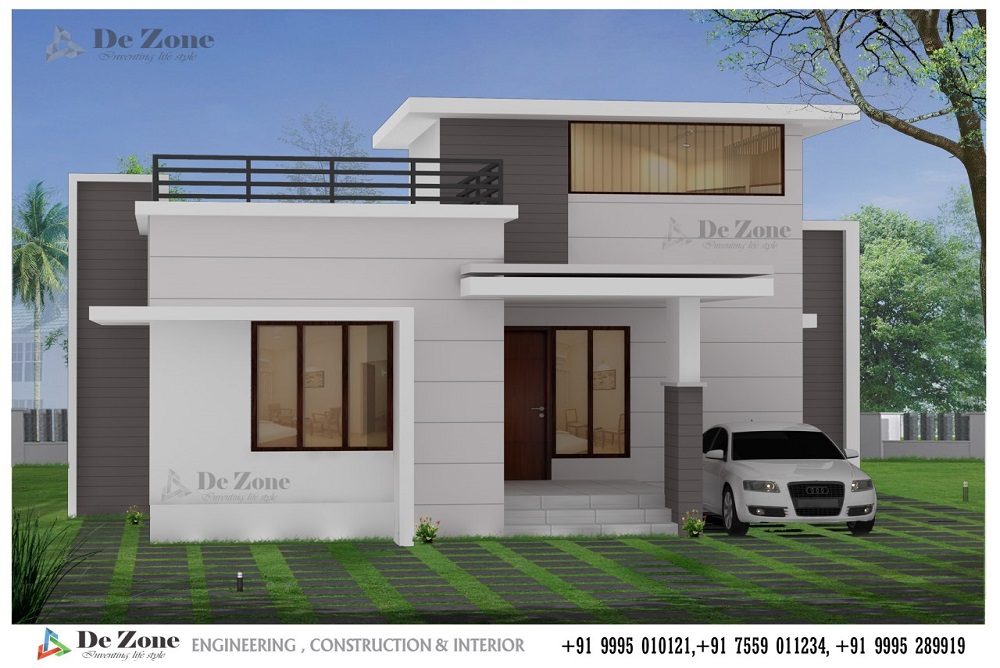 De Zone
Inventing life style
De Zone
Inventing life style
De Zone
Inventing life style
De Zone
Inventing life style
ENGINEERING , CONSTRUCTION & INTERIOR
+91 9995 010121,+91 7559 011234, +91 9995 289919